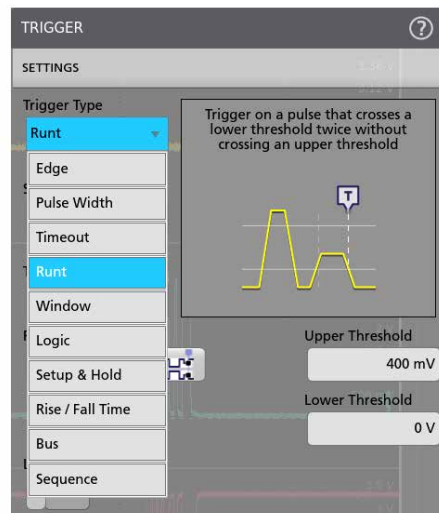 TRIGGER
?
SETTINGS
Trigger Type
Runt
Edge
Pulse Width
Timeout
Runt
Window
Logic
Setup & Hold
Rise / Fall Time
Bus
Sequence
Trigger on a pulse that crosses a
lower threshold twice without
crossing an upper threshold
T
Upper Threshold
400 mV
Lower Threshold
0 V